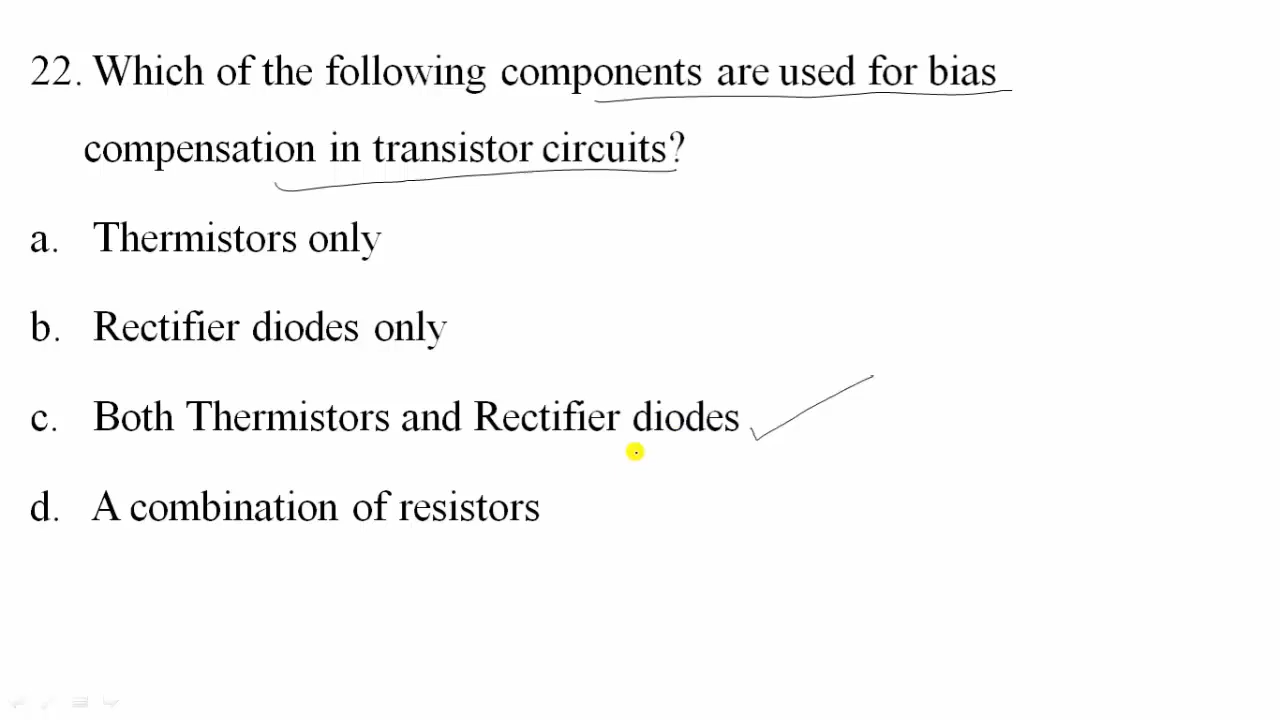 22. Which of the following components are used for bias
compensation in transistor circuits?
a. Thermistors only
b. Rectifier diodes only
c. Both Thermistors and Rectifier diodes
d. A combination of resistors